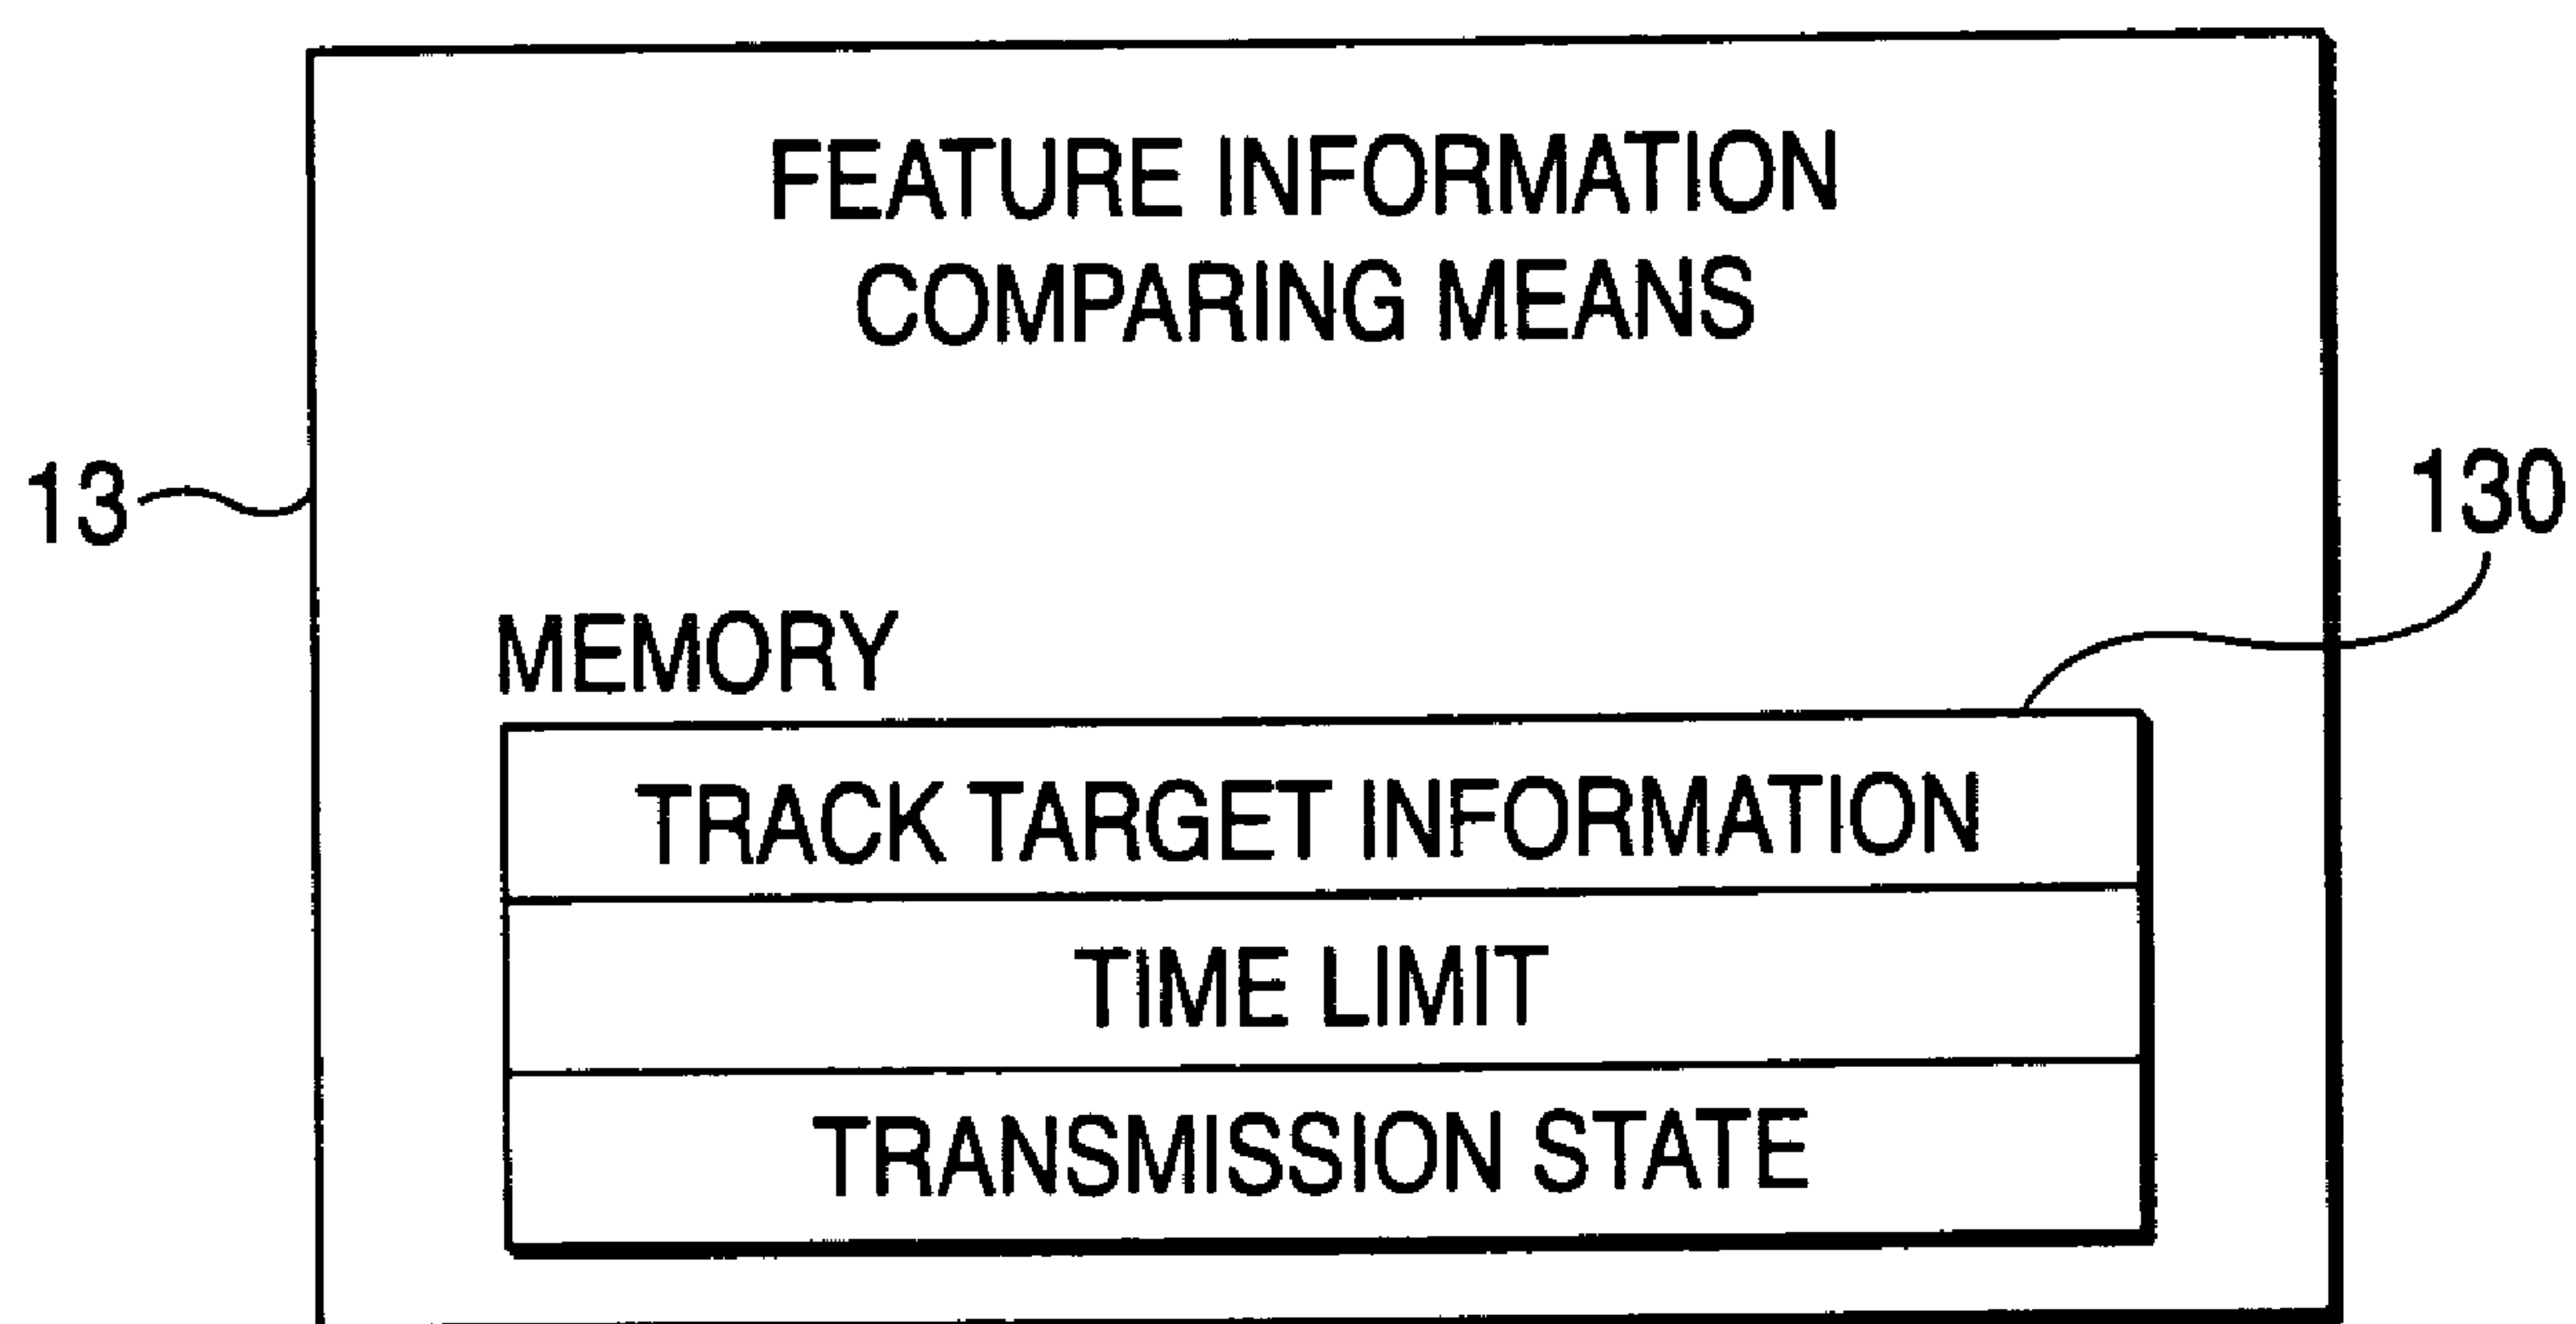 FEATURE INFORMATION
COMPARING MEANS
13
130
MEMORY
TRACK TARGET INFORMATION
TIME LIMIT
TRANSMISSION STATE